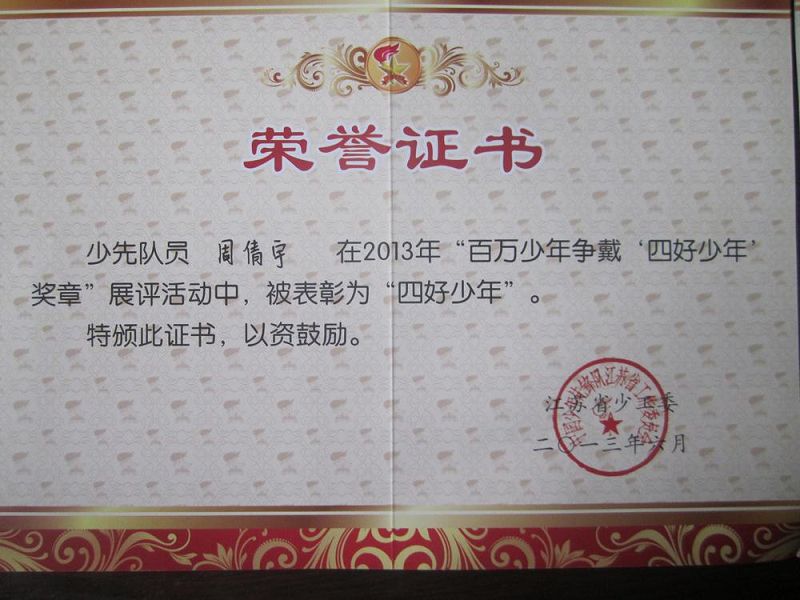 荣誉证书
少先队员 周倩宇 在2013年“百万少年争戴‘四好少年’
奖章”展评活动中，被表彰为“四好少年”。
特颁此证书，以资鼓励。
江苏省少工委
二〇一三年六月